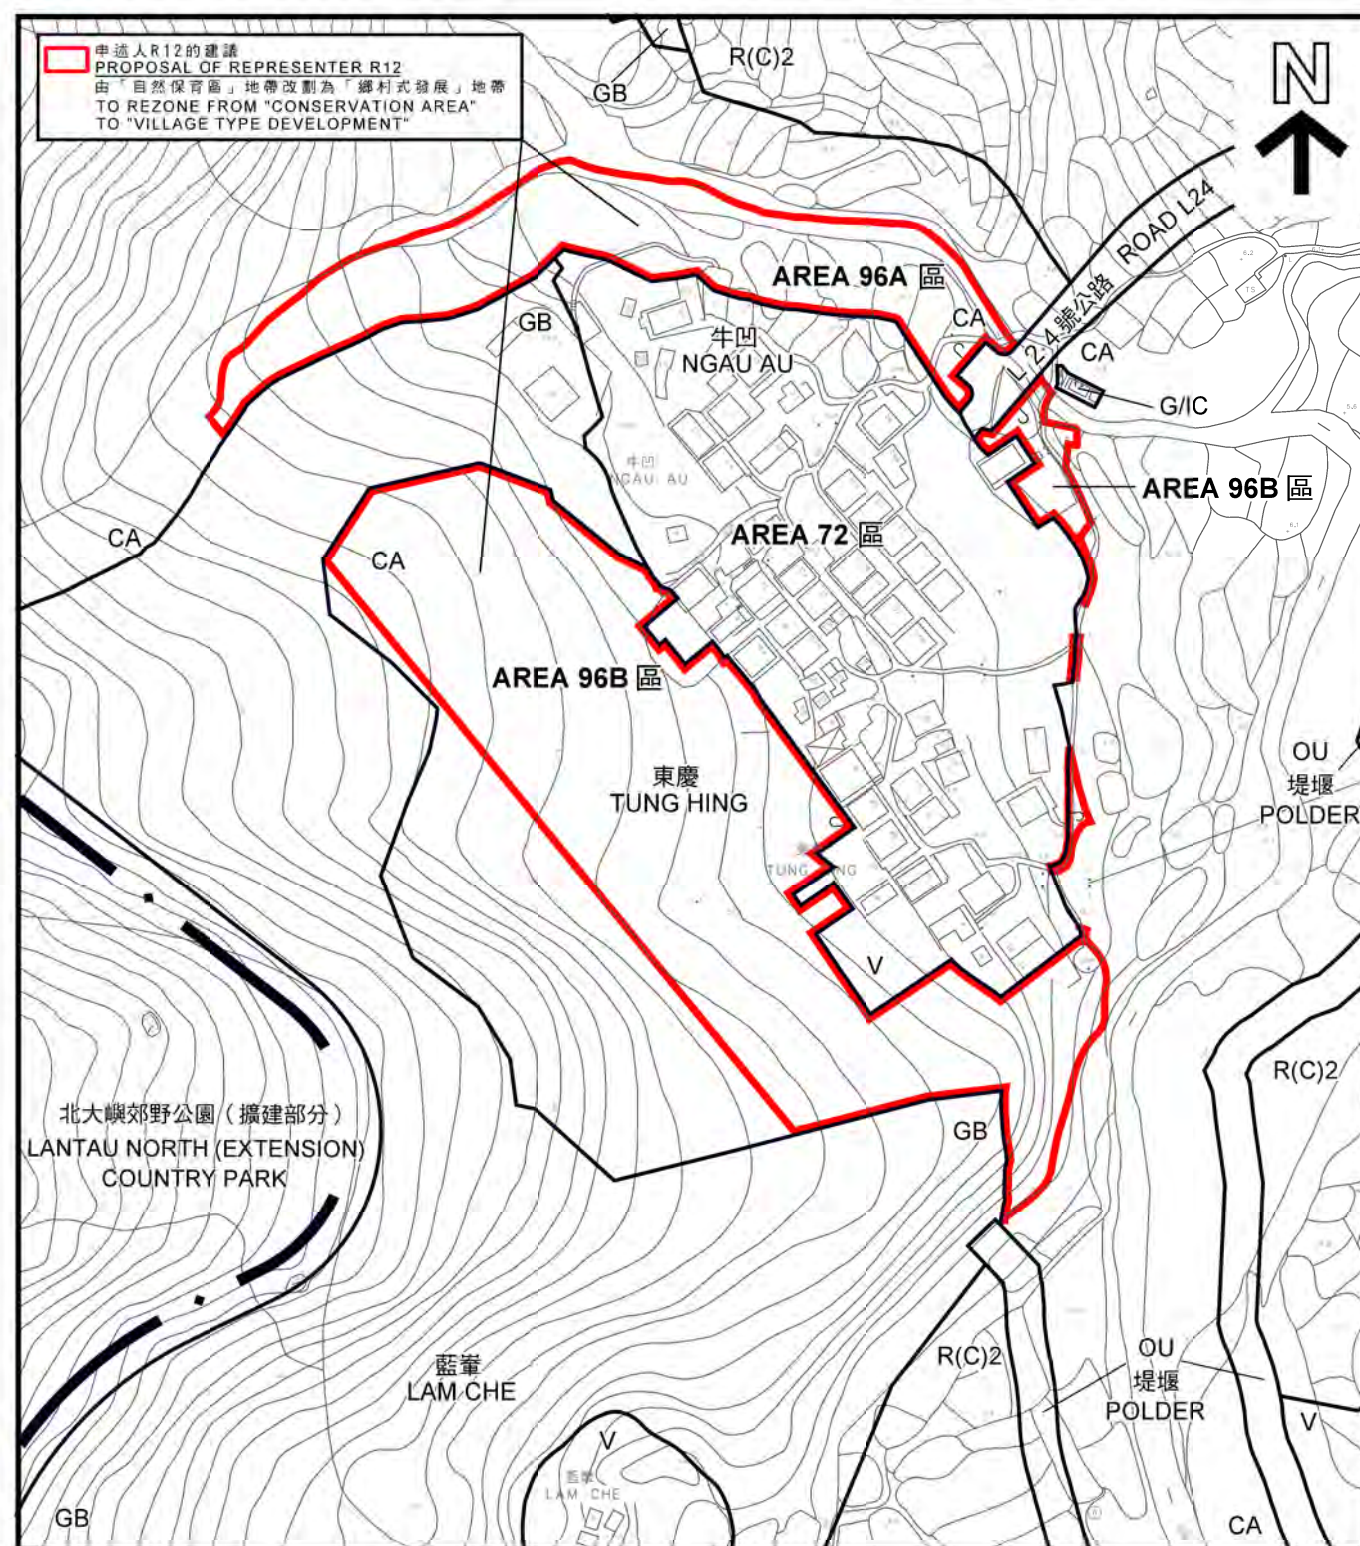 申述人R12的建議
PROPOSAL OF REPRESENTER R12
由「自然保育區」地帶改劃為「鄉村式發展」地帶
TO REZONE FROM "CONSERVATION AREA"
TO "VILLAGE TYPE DEVELOPMENT"
R(C)2
GB
N
L24號公路 ROAD L24
AREA 96A 區
CA
GB
牛凹
NGAU AU
CA
G/IC
牛凹
NGAU AU
AREA 96B 區
AREA 72 區
CA
CA
AREA 96B 區
東慶
TUNG HING
OU
堤堰
POLDER
V
R(C)2
北大嶼郊野公園（擴建部分）
LANTAU NORTH (EXTENSION)
COUNTRY PARK
GB
藍輋
LAM CHE
R(C)2
OU
堤堰
POLDER
V
V
藍輋
LAM CHE
GB
CA